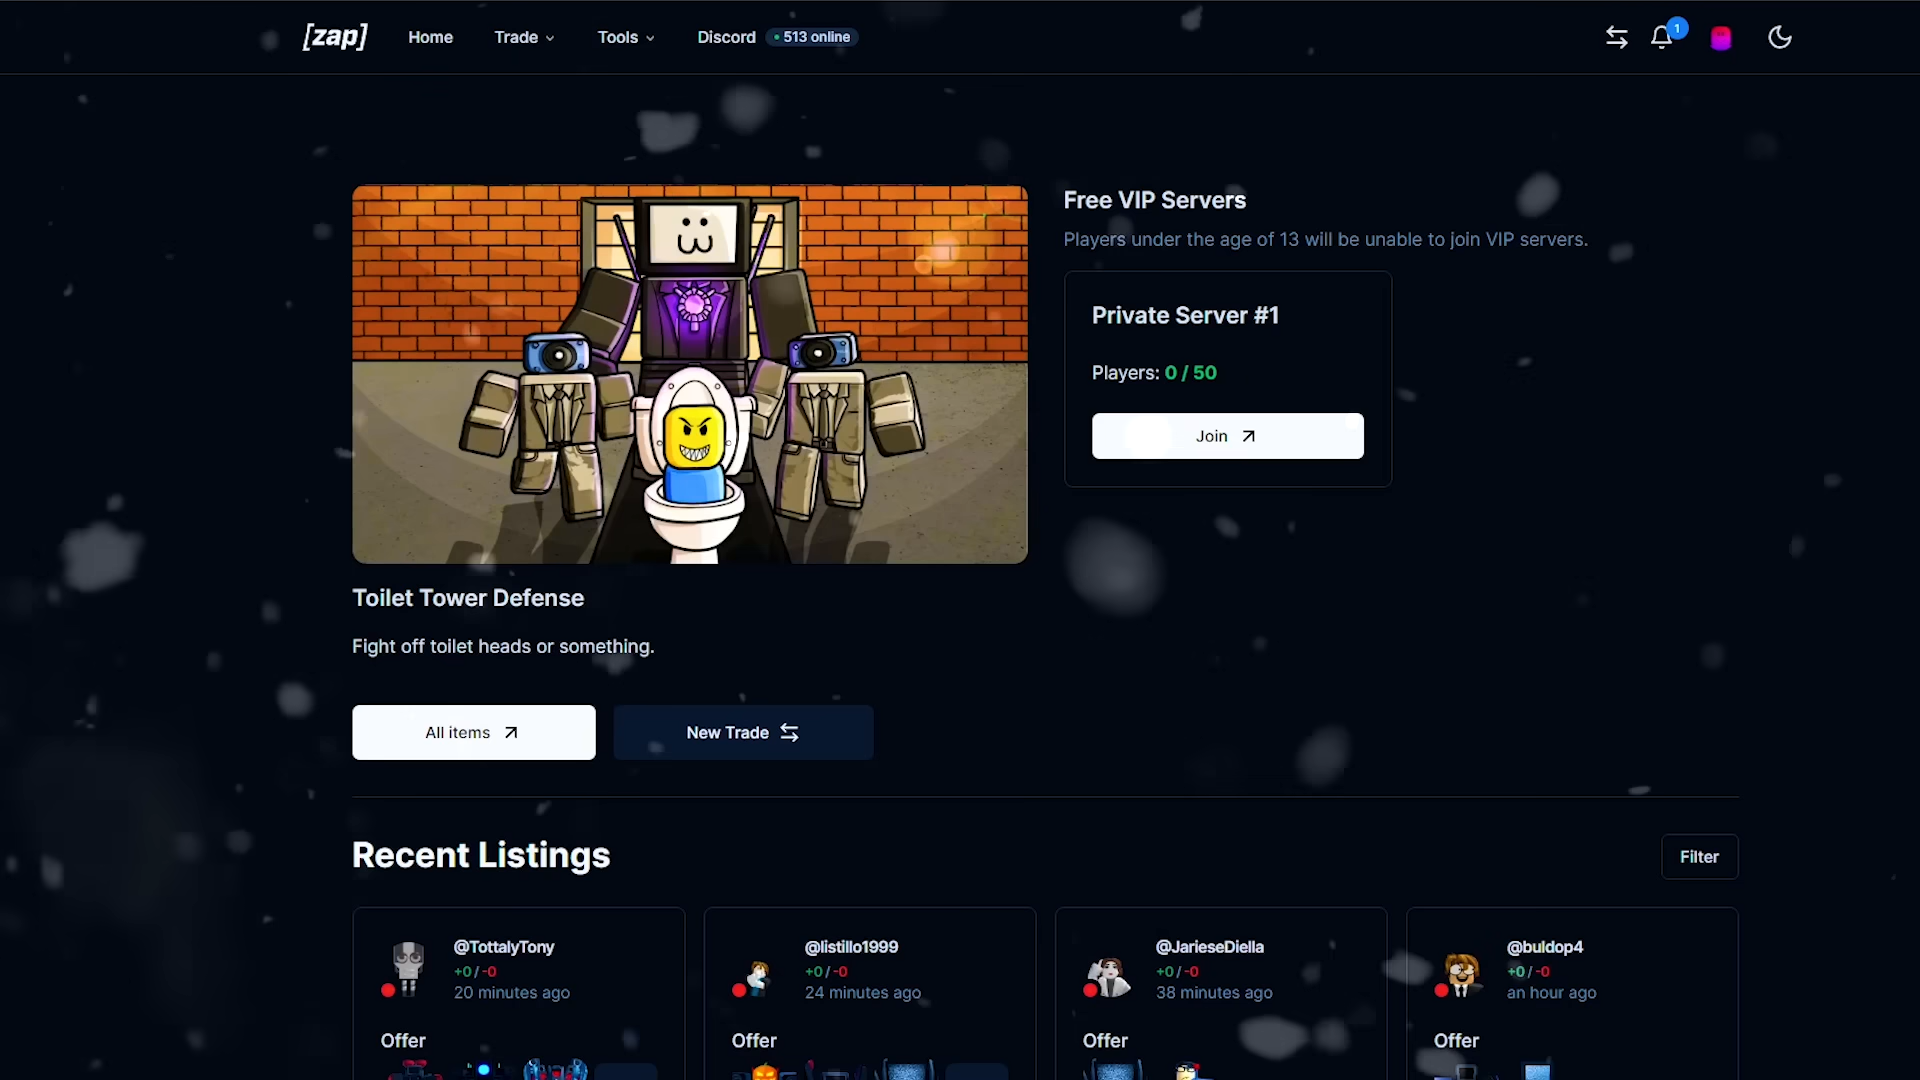 [zap]
Home
Trade
Tools
Discord
513 online
1
Free VIP Servers
Players under the age of 13 will be unable to join VIP servers.
Private Server #1
Players: 0 / 50
Join
Toilet Tower Defense
Fight off toilet heads or something.
All items
New Trade
Recent Listings
Filter
@TottalyTony
+0 / -0
20 minutes ago
Offer
@listillo1999
+0 / -0
24 minutes ago
Offer
@JarieseDiella
+0 / -0
38 minutes ago
Offer
@buldop4
+0 / -0
an hour ago
Offer